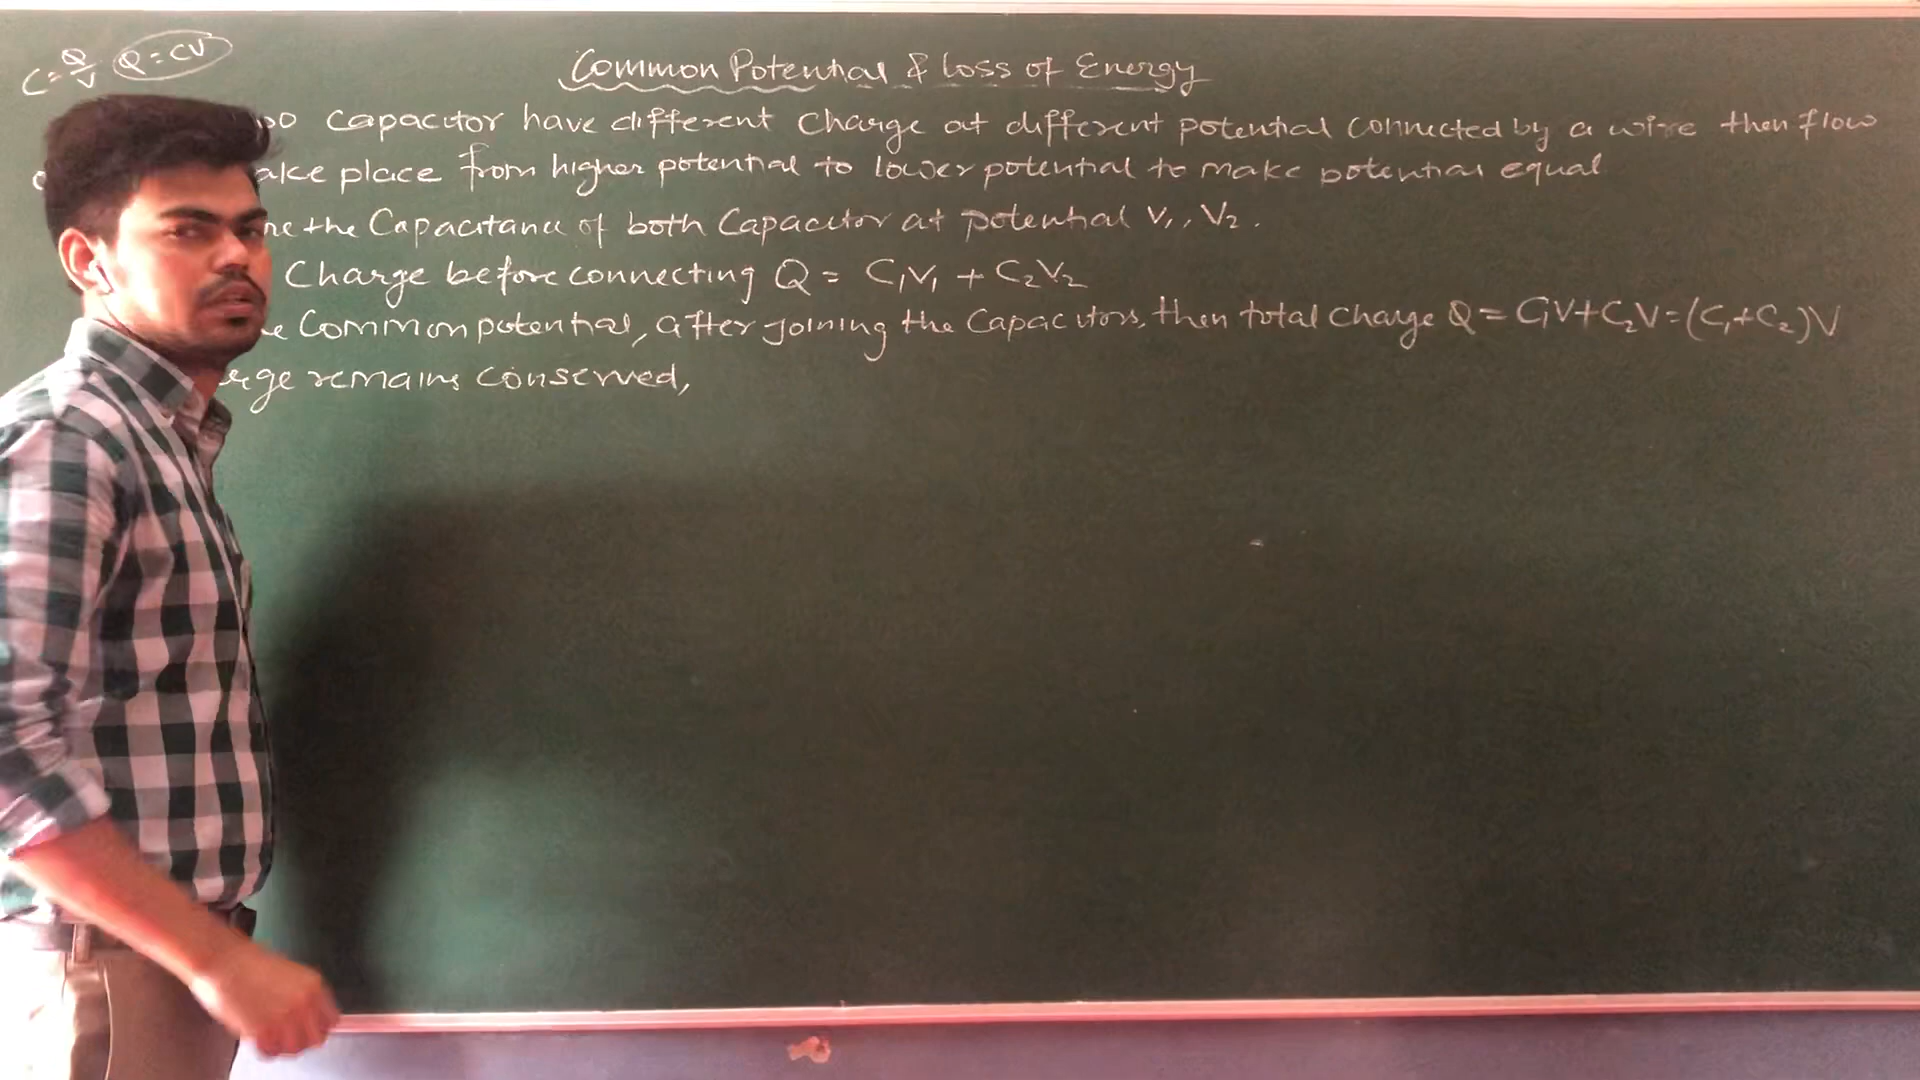 C = Q/V Q = CV
Common Potential & Loss of Energy
capacitor have different charge at different potential connected by a wire then flow
place from higher potential to lower potential to make potential equal
the Capacitance of both Capacitor at potential V₁, V₂.
Charge before connecting Q = C₁V₁ + C₂V₂
Common potential, after joining the Capacitors, then total charge Q = C₁V + C₂V = (C₁ + C₂)V
remains conserved,